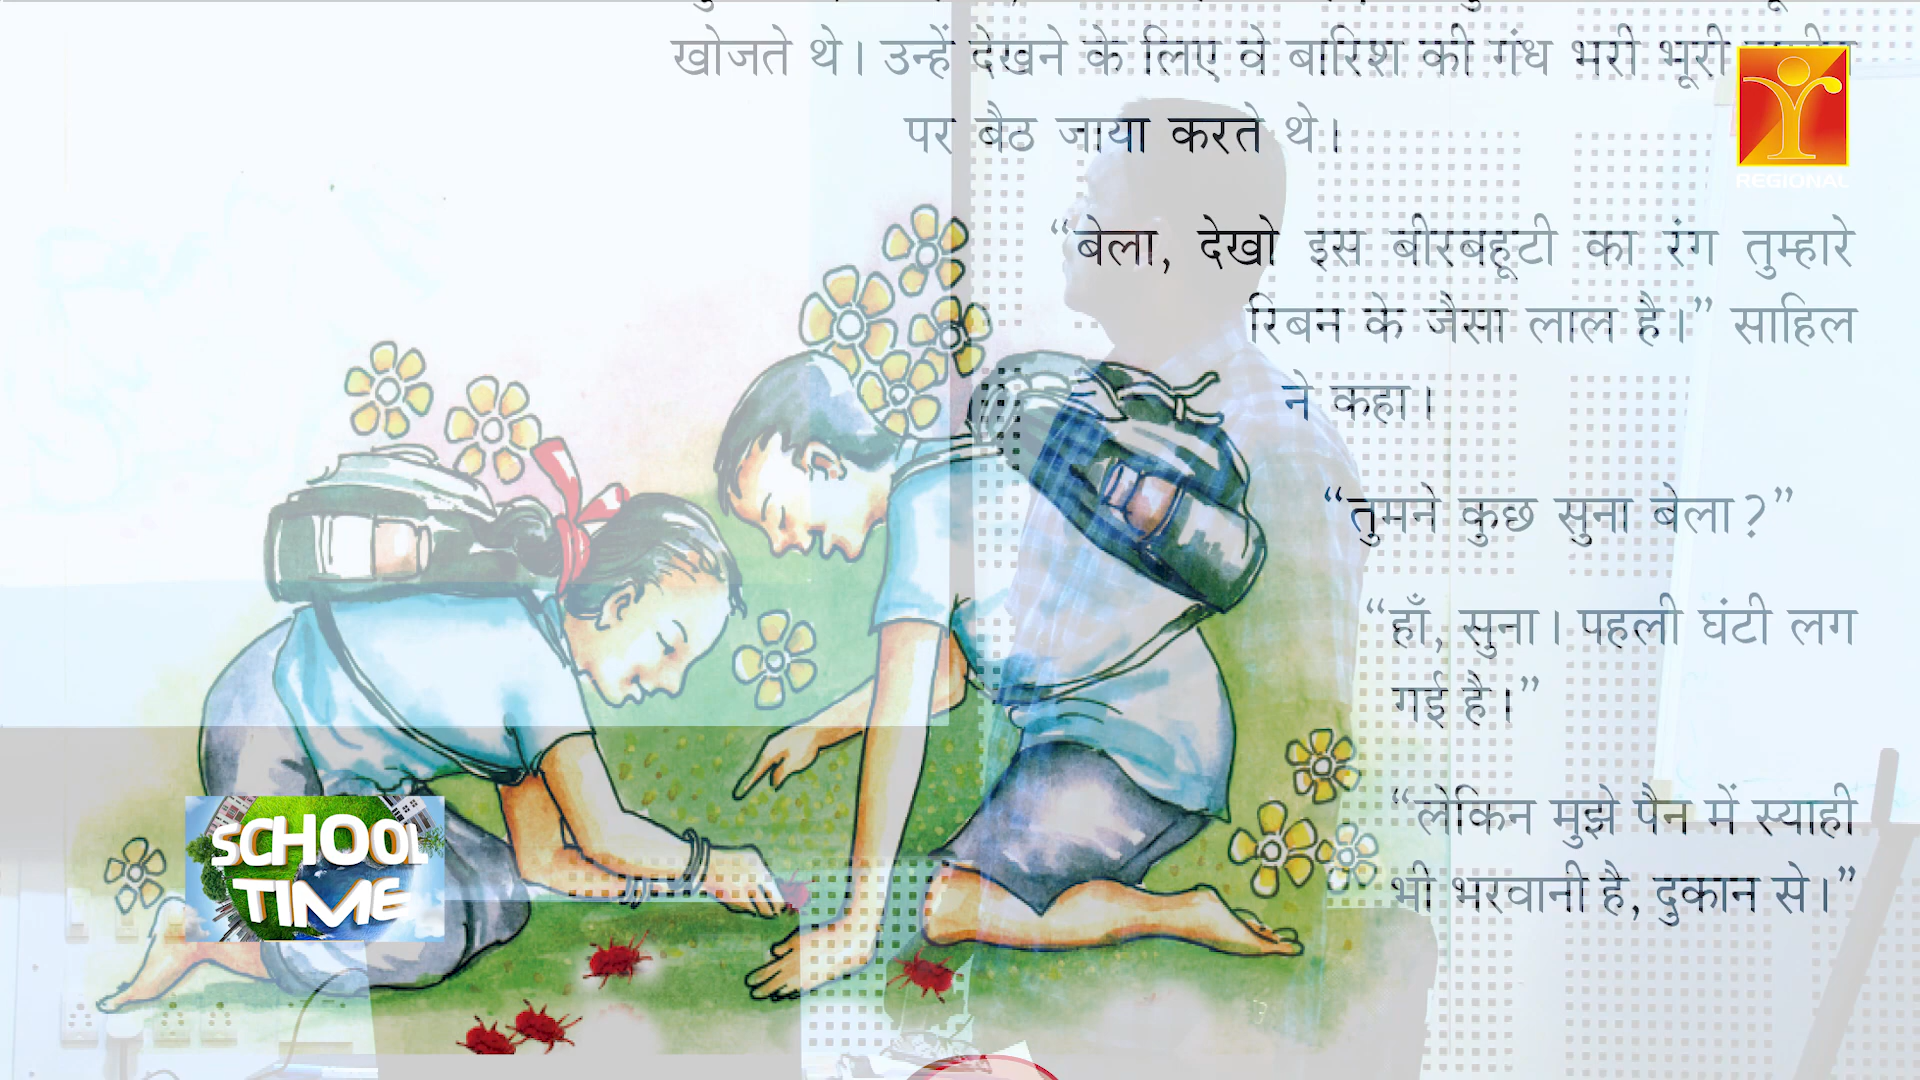 खोजते थे। उन्हें देखने के लिए वे बारिश की गंध भरी भूरी
पर बैठ जाया करते थे।
“बेला, देखो इस बीरबहूटी का रंग तुम्हारे
रिबन के जैसा लाल है।” साहिल
ने कहा।
“तुमने कुछ सुना बेला?”
“हाँ, सुना। पहली घंटी लग
गई है।”
“लेकिन मुझे पैन में स्याही
भी भरवानी है, दुकान से।”
REGIONAL
SCHOOL
TIME